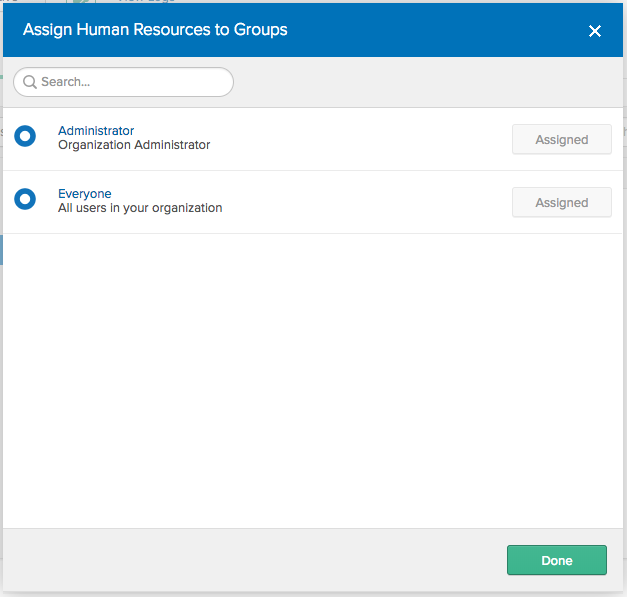 Assign Human Resources to Groups
Search...
Administrator
Organization Administrator
Assigned
Everyone
All users in your organization
Assigned
Done